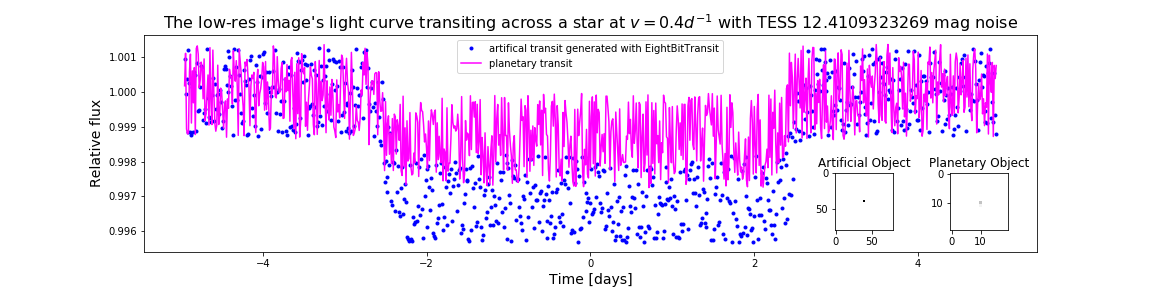 The low-res image's light curve transiting across a star at v = 0.4d⁻¹ with TESS 12.4109323269 mag noise
artifical transit generated with EightBitTransit
planetary transit
Relative flux
1.001
1.000
0.999
0.998
0.997
0.996
Artificial Object
0
50
0 50
Planetary Object
0
10
0 10
−4 −2 0 2 4
Time [days]